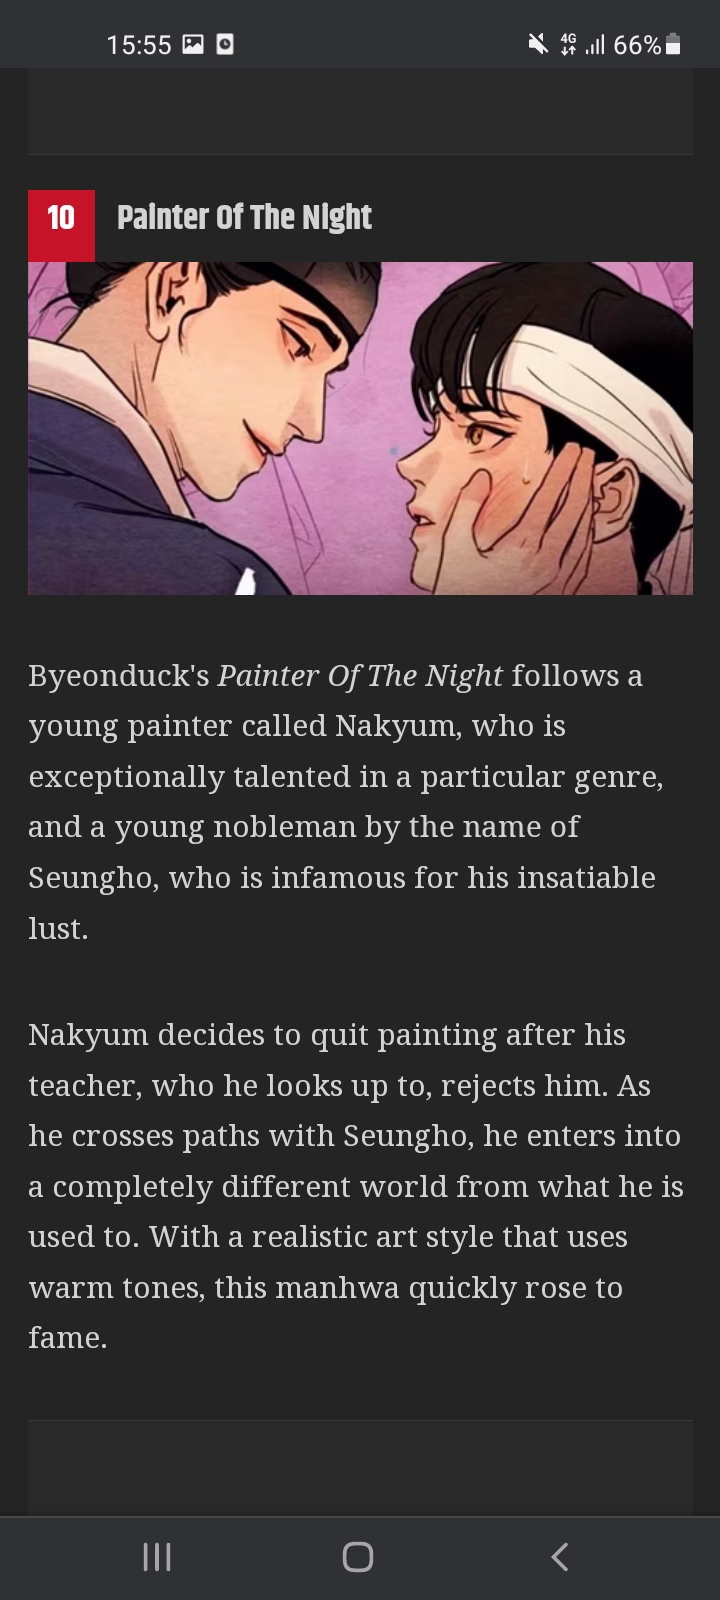 15:55
4G
66%
10 Painter Of The Night
Byeonduck's Painter Of The Night follows a
young painter called Nakyum, who is
exceptionally talented in a particular genre,
and a young nobleman by the name of
Seungho, who is infamous for his insatiable
lust.
Nakyum decides to quit painting after his
teacher, who he looks up to, rejects him. As
he crosses paths with Seungho, he enters into
a completely different world from what he is
used to. With a realistic art style that uses
warm tones, this manhwa quickly rose to
fame.